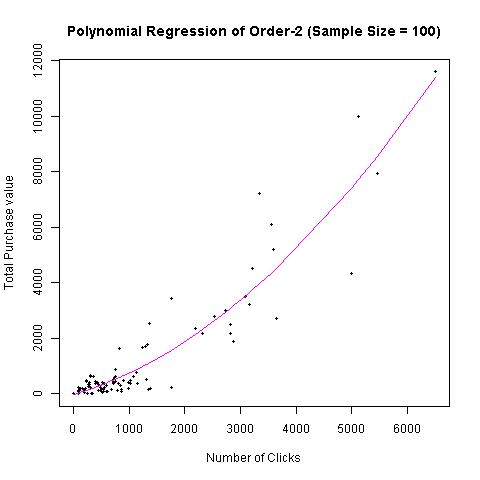 Polynomial Regression of Order-2 (Sample Size = 100)
Total Purchase value
12000
10000
8000
6000
4000
2000
0
0 1000 2000 3000 4000 5000 6000
Number of Clicks